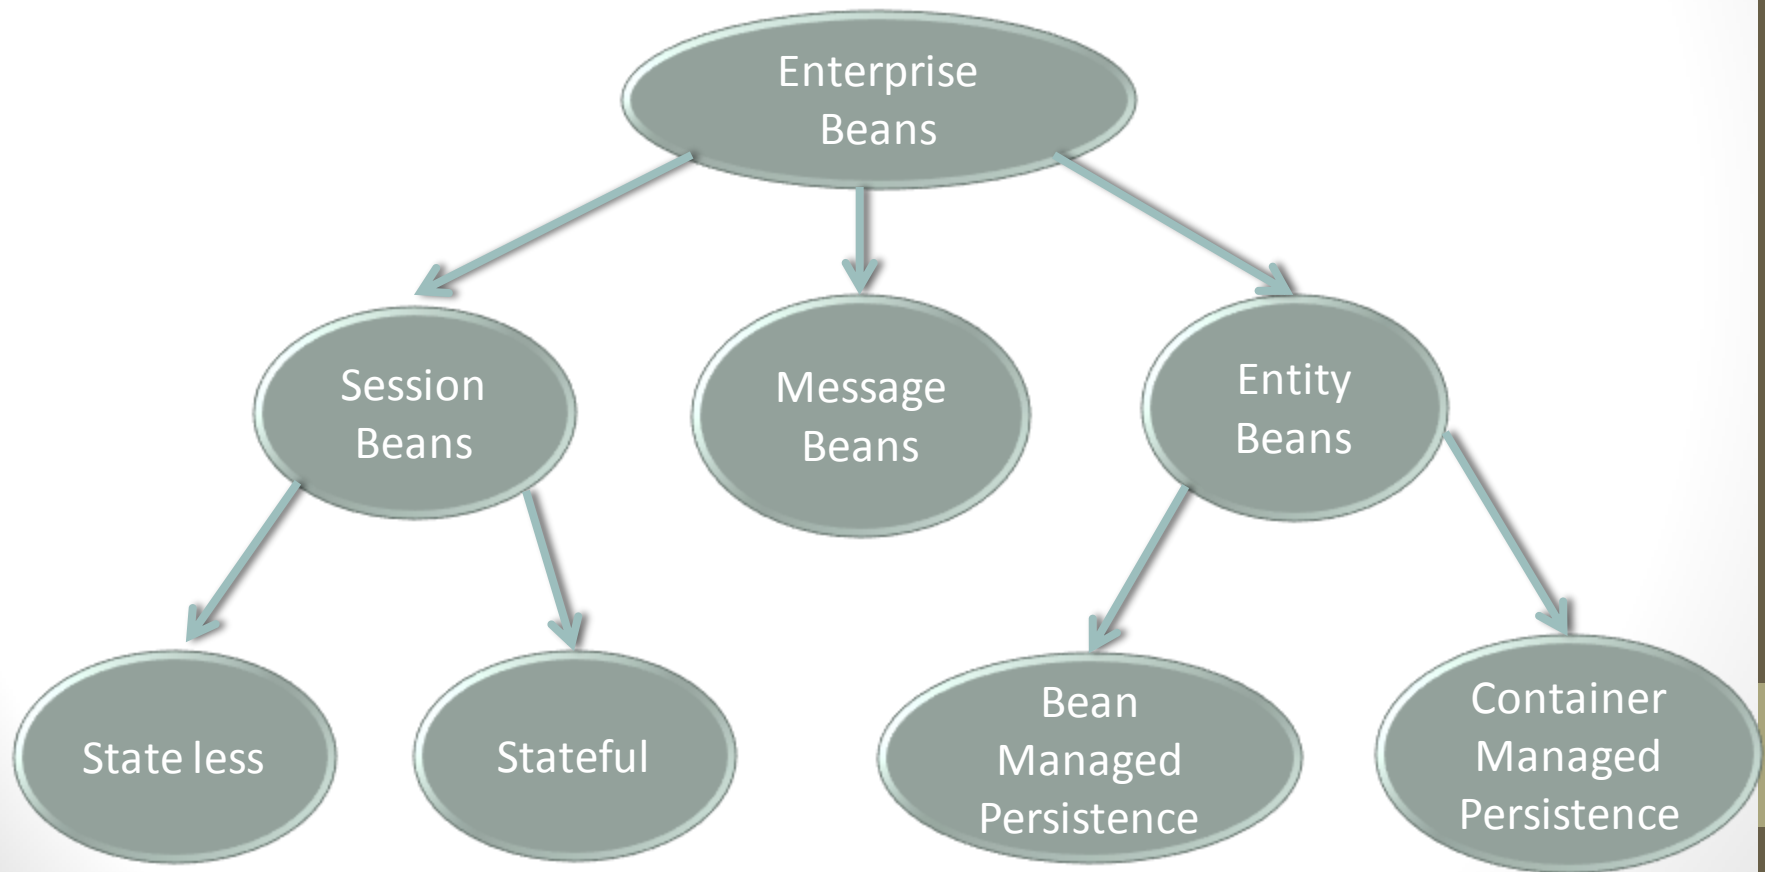 Enterprise
Beans
Session
Beans
Message
Beans
Entity
Beans
State less
Stateful
Bean
Managed
Persistence
Container
Managed
Persistence